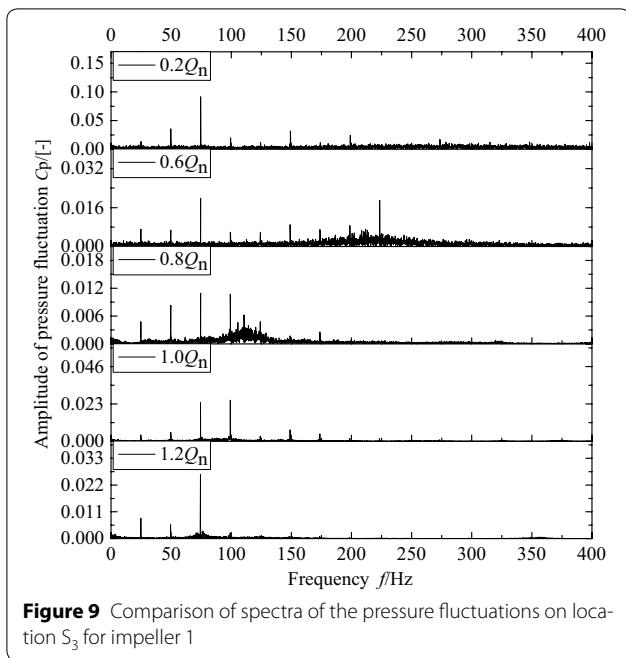 0 50 100 150 200 250 300 350 400
0.15
0.10
0.05
0.00
0.2Qn
0.032
0.016
0.000
0.6Qn
0.018
0.012
0.006
0.000
0.8Qn
0.046
0.023
0.000
1.0Qn
0.033
0.022
0.011
0.000
1.2Qn
Amplitude of pressure fluctuation Cp/[-]
0 50 100 150 200 250 300 350 400
Frequency f/Hz
Figure 9 Comparison of spectra of the pressure fluctuations on loca-
tion S3 for impeller 1